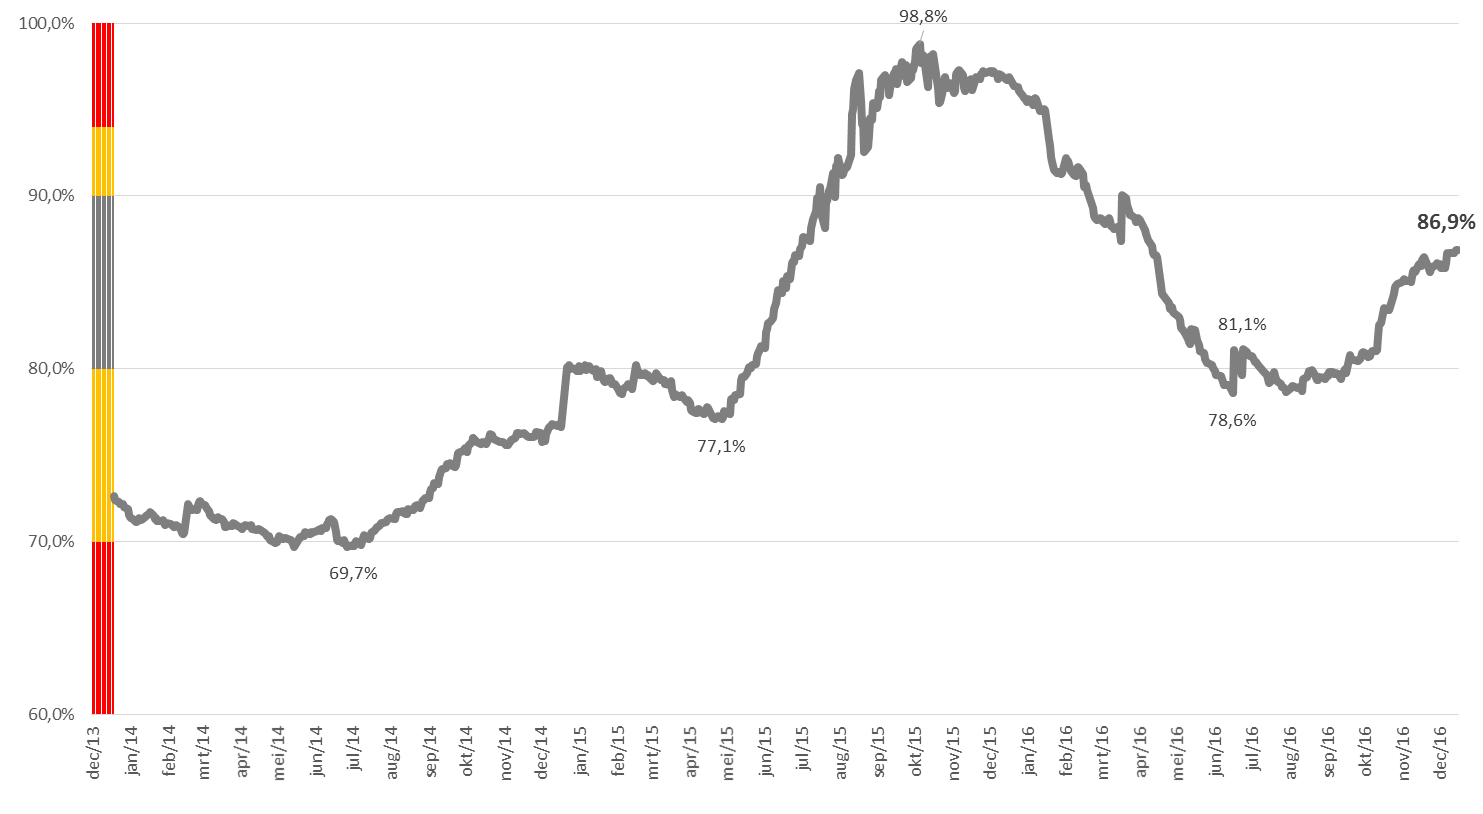 98,8%
100,0%
90,0%
86,9%
81,1%
80,0%
78,6%
77,1%
70,0%
69,7%
60,0%
dec/13
jan/14
feb/14
mrt/14
apr/14
mei/14
jun/14
jul/14
aug/14
sep/14
okt/14
nov/14
dec/14
jan/15
feb/15
mrt/15
apr/15
mei/15
jun/15
jul/15
aug/15
sep/15
okt/15
nov/15
dec/15
jan/16
feb/16
mrt/16
apr/16
mei/16
jun/16
jul/16
aug/16
sep/16
okt/16
nov/16
dec/16